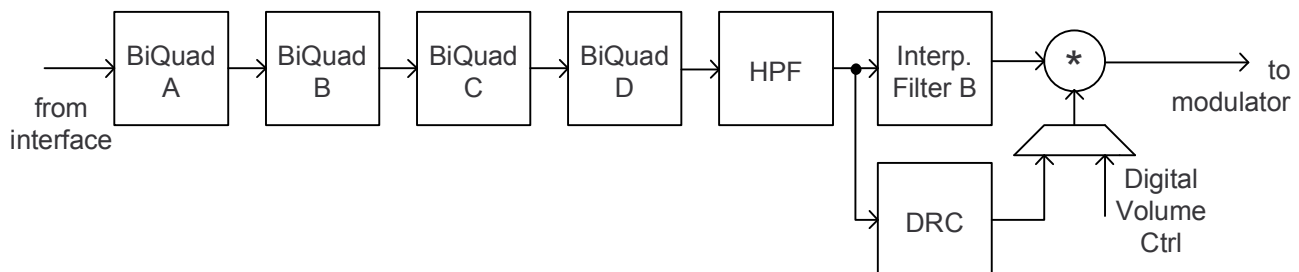 from
interface
BiQuad
A
BiQuad
B
BiQuad
C
BiQuad
D
HPF
Interp.
Filter B
*
to
modulator
DRC
Digital
Volume
Ctrl